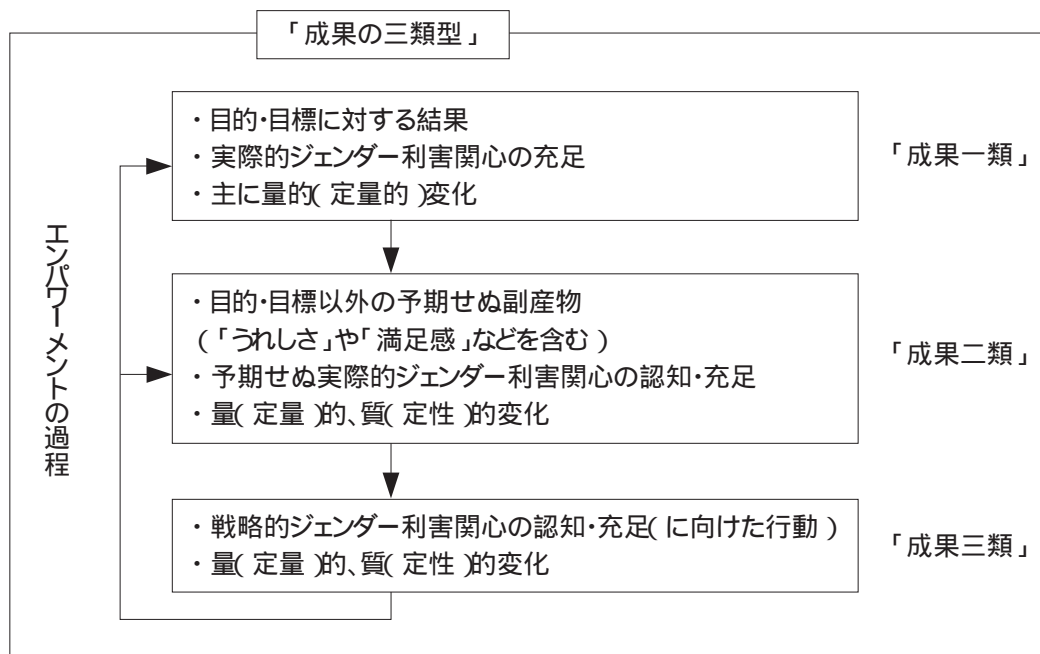 「成果の三類型」
・目的・目標に対する結果
・実際的ジェンダー利害関心の充足
・主に量的(定量的)変化
「成果一類」
エンパワーメントの過程
・目的・目標以外の予期せぬ副産物
(「うれしさ」や「満足感」などを含む)
・予期せぬ実際的ジェンダー利害関心の認知・充足
・量(定量)的、質(定性)的変化
「成果二類」
・戦略的ジェンダー利害関心の認知・充足(に向けた行動)
・量(定量)的、質(定性)的変化
「成果三類」